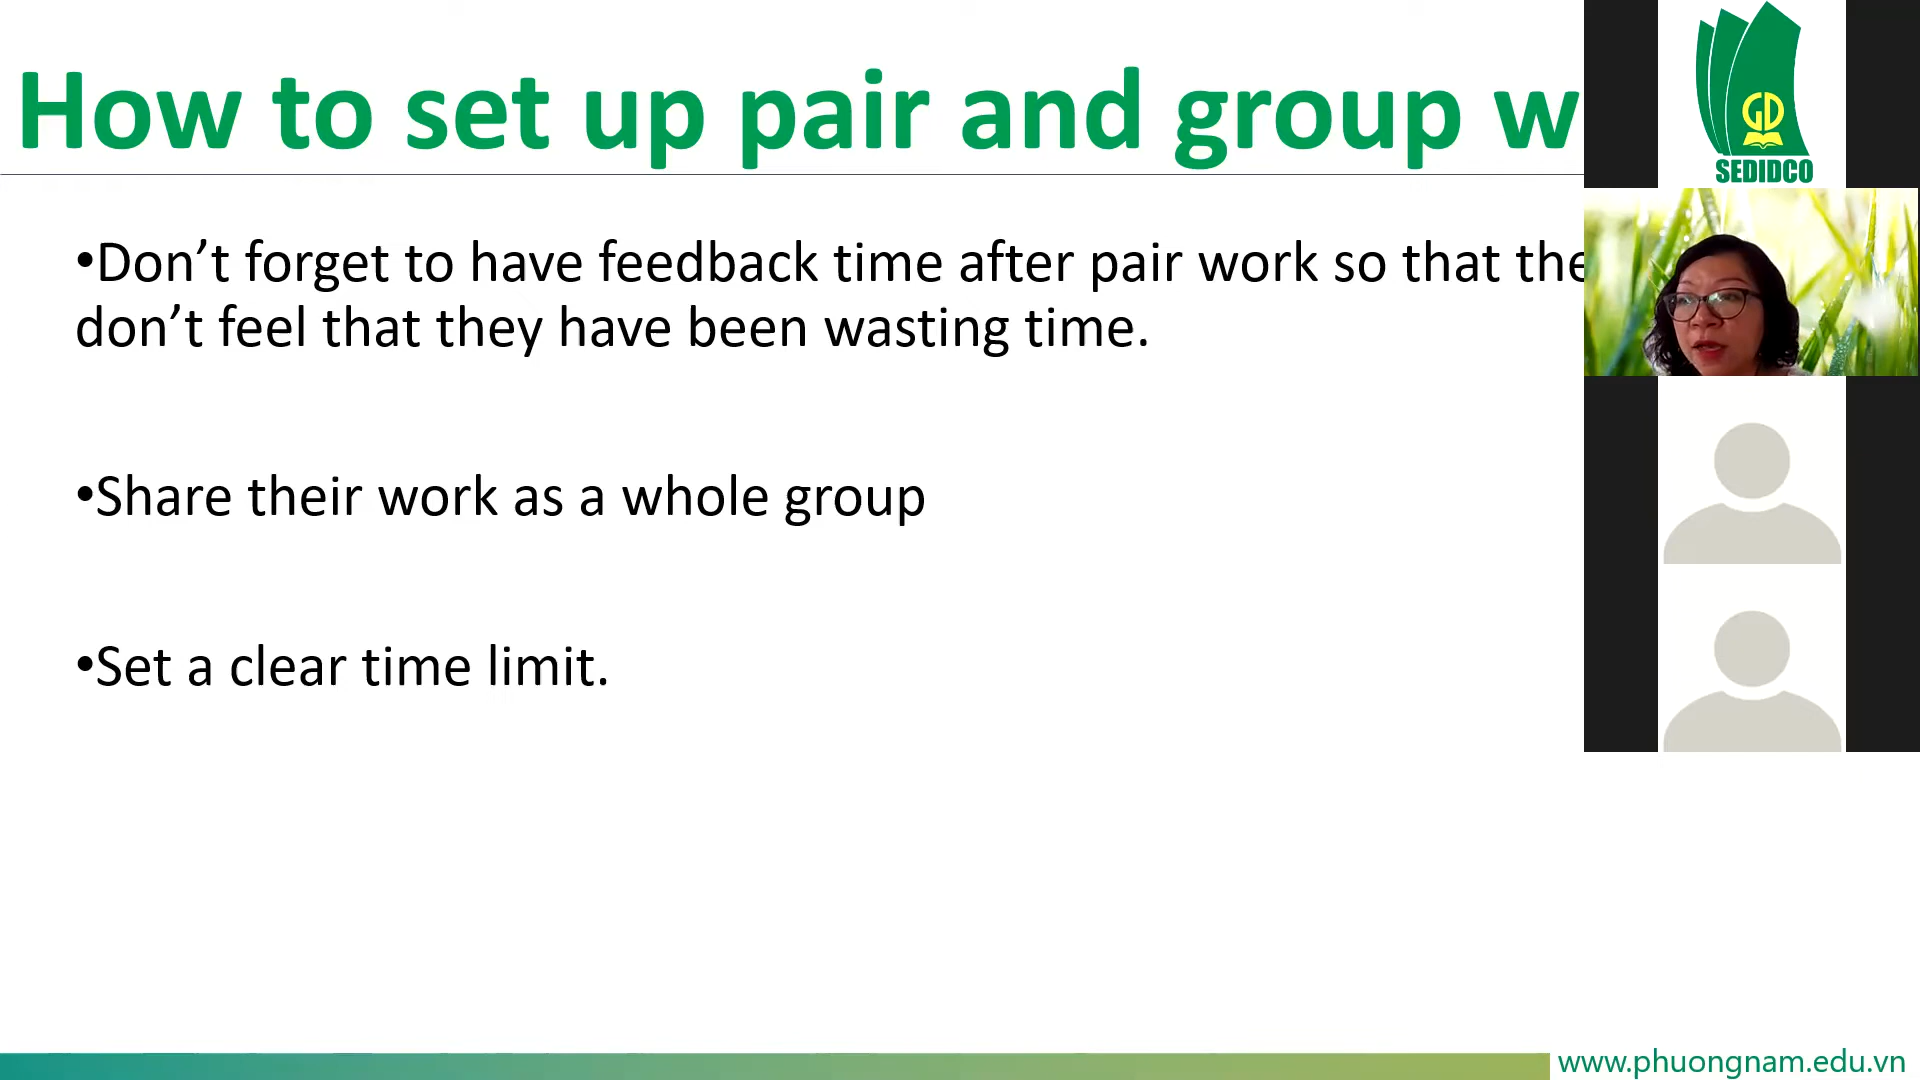 How to set up pair and group w
•Don’t forget to have feedback time after pair work so that the
don’t feel that they have been wasting time.
•Share their work as a whole group
•Set a clear time limit.
GD
SEDIDCO
www.phuongnam.edu.vn